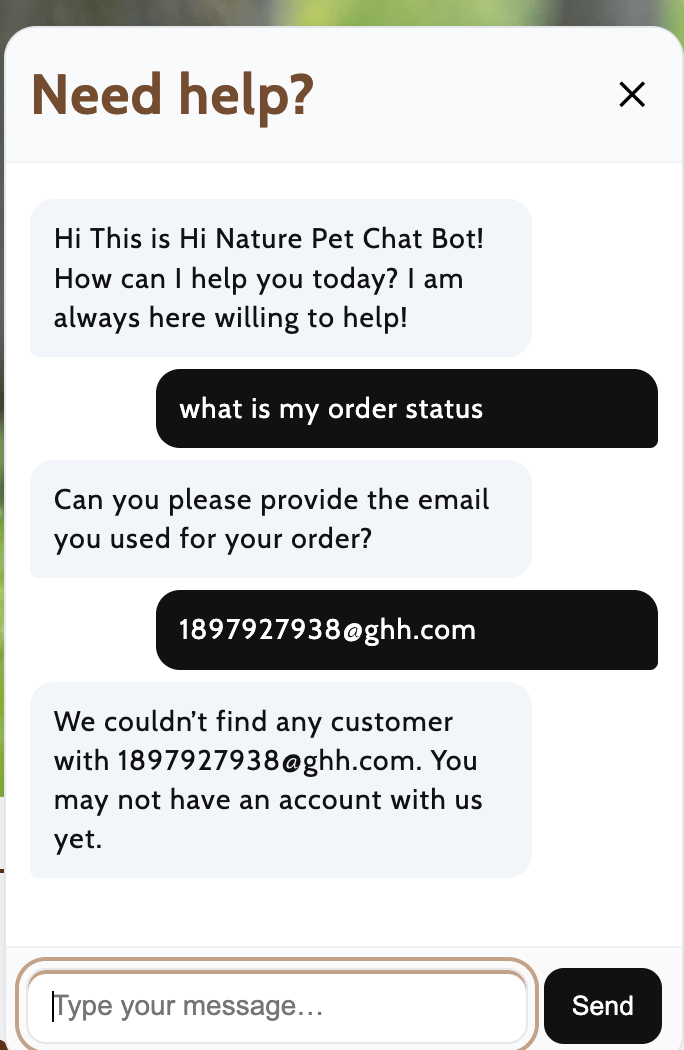 Need help?
Hi This is Hi Nature Pet Chat Bot!
How can I help you today? I am
always here willing to help!
what is my order status
Can you please provide the email
you used for your order?
1897927938@ghh.com
We couldn’t find any customer
with 1897927938@ghh.com. You
may not have an account with us
yet.
Type your message…
Send